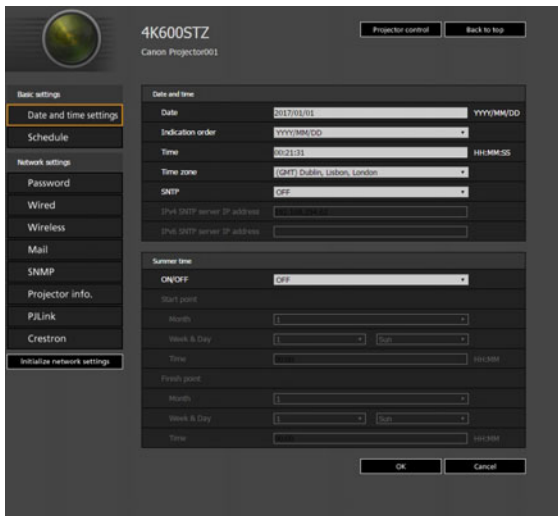 4K600STZ
Canon Projector001
Projector control
Back to top
Basic settings
Date and time settings
Schedule
Network settings
Password
Wired
Wireless
Mail
SNMP
Projector info.
PJLink
Crestron
Initialize network settings
Date and time
Date 2017/01/01 YYYY/MM/DD
Indication order YYYY/MM/DD
Time 00:21:31 HH:MM:SS
Time zone (GMT) Dublin, Lisbon, London
SNTP OFF
IPv4 SNTP server IP address
IPv6 SNTP server IP address
Summer time
ON/OFF OFF
Start point
Month 1
Week & Day 1 Sun
Time HH:MM
Finish point
Month 1
Week & Day 1 Sun
Time HH:MM
OK
Cancel